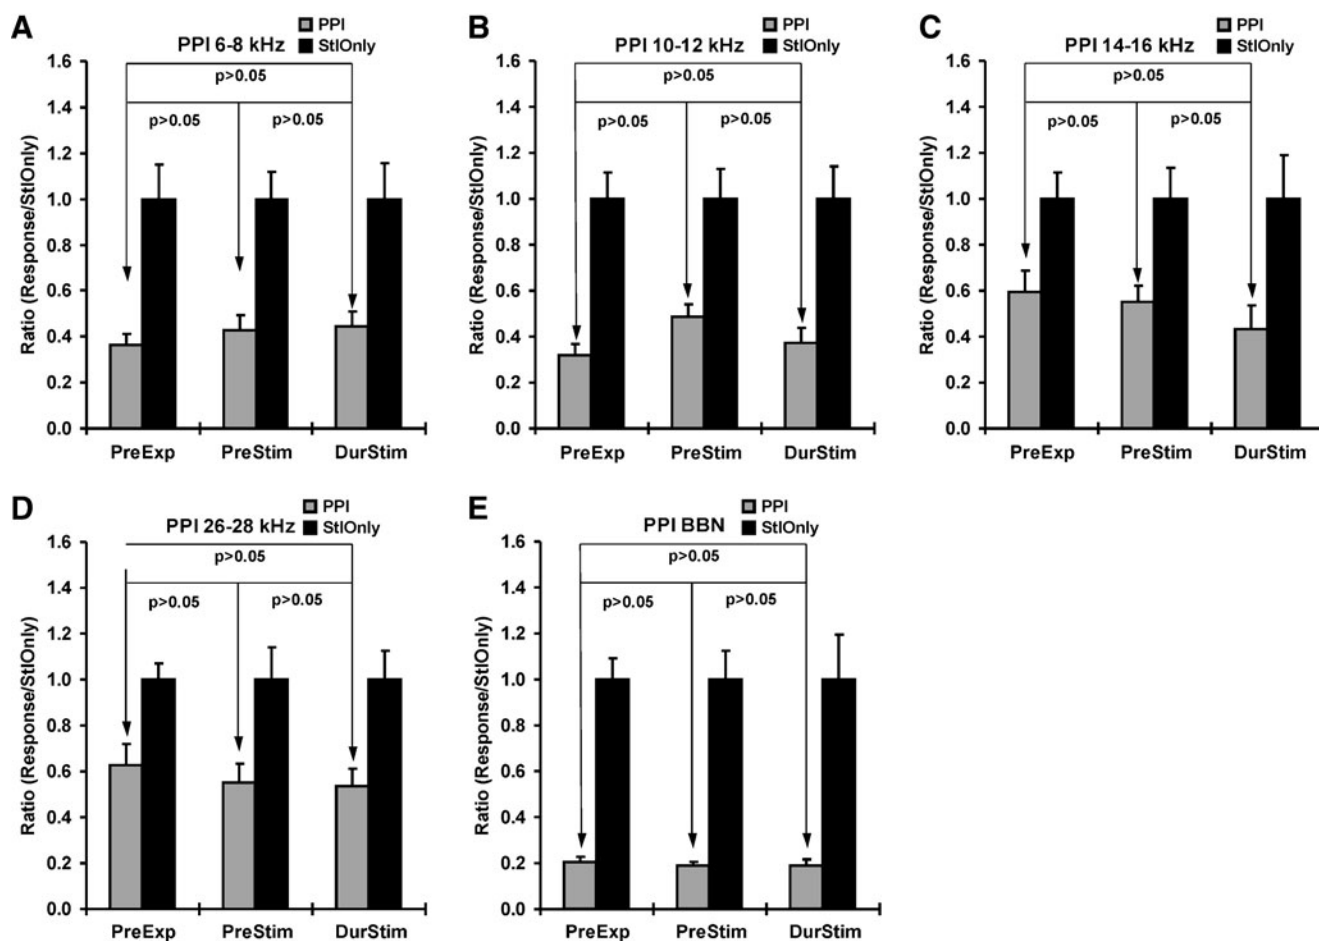 A
PPI 6-8 kHz
PPI
StlOnly
Ratio (Response/StlOnly)
1.6
1.4
1.2
1.0
0.8
0.6
0.4
0.2
0.0
p>0.05
p>0.05
p>0.05
PreExp PreStim DurStim
B
PPI 10-12 kHz
PPI
StlOnly
Ratio (Response/StlOnly)
1.6
1.4
1.2
1.0
0.8
0.6
0.4
0.2
0.0
p>0.05
p>0.05
p>0.05
PreExp PreStim DurStim
C
PPI 14-16 kHz
PPI
StlOnly
Ratio (Response/StlOnly)
1.6
1.4
1.2
1.0
0.8
0.6
0.4
0.2
0.0
p>0.05
p>0.05
p>0.05
PreExp PreStim DurStim
D
PPI 26-28 kHz
PPI
StlOnly
Ratio (Response/StlOnly)
1.6
1.4
1.2
1.0
0.8
0.6
0.4
0.2
0.0
p>0.05
p>0.05
p>0.05
PreExp PreStim DurStim
E
PPI BBN
PPI
StlOnly
Ratio (Response/StlOnly)
1.6
1.4
1.2
1.0
0.8
0.6
0.4
0.2
0.0
p>0.05
p>0.05
p>0.05
PreExp PreStim DurStim